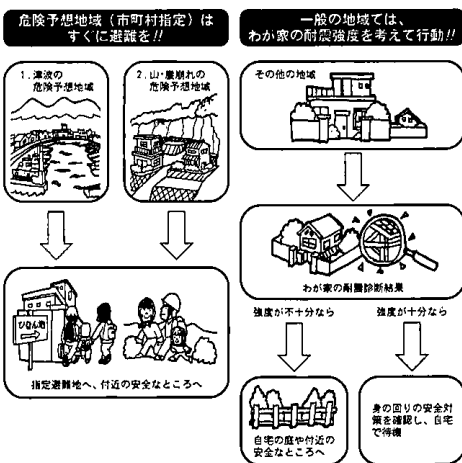 危険予想地域（市町村指定）は
すぐに避難を!!
1. 津波の
危険予想地域
2. 山・崖崩れの
危険予想地域
ひなん地
指定避難地へ、付近の安全なところへ
一般の地域では、
わが家の耐震強度を考えて行動!!
その他の地域
わが家の耐震診断結果
強度が不十分なら
強度が十分なら
自宅の庭や付近の
安全なところへ
身の回りの安全対
策を確認し、自宅
で待機